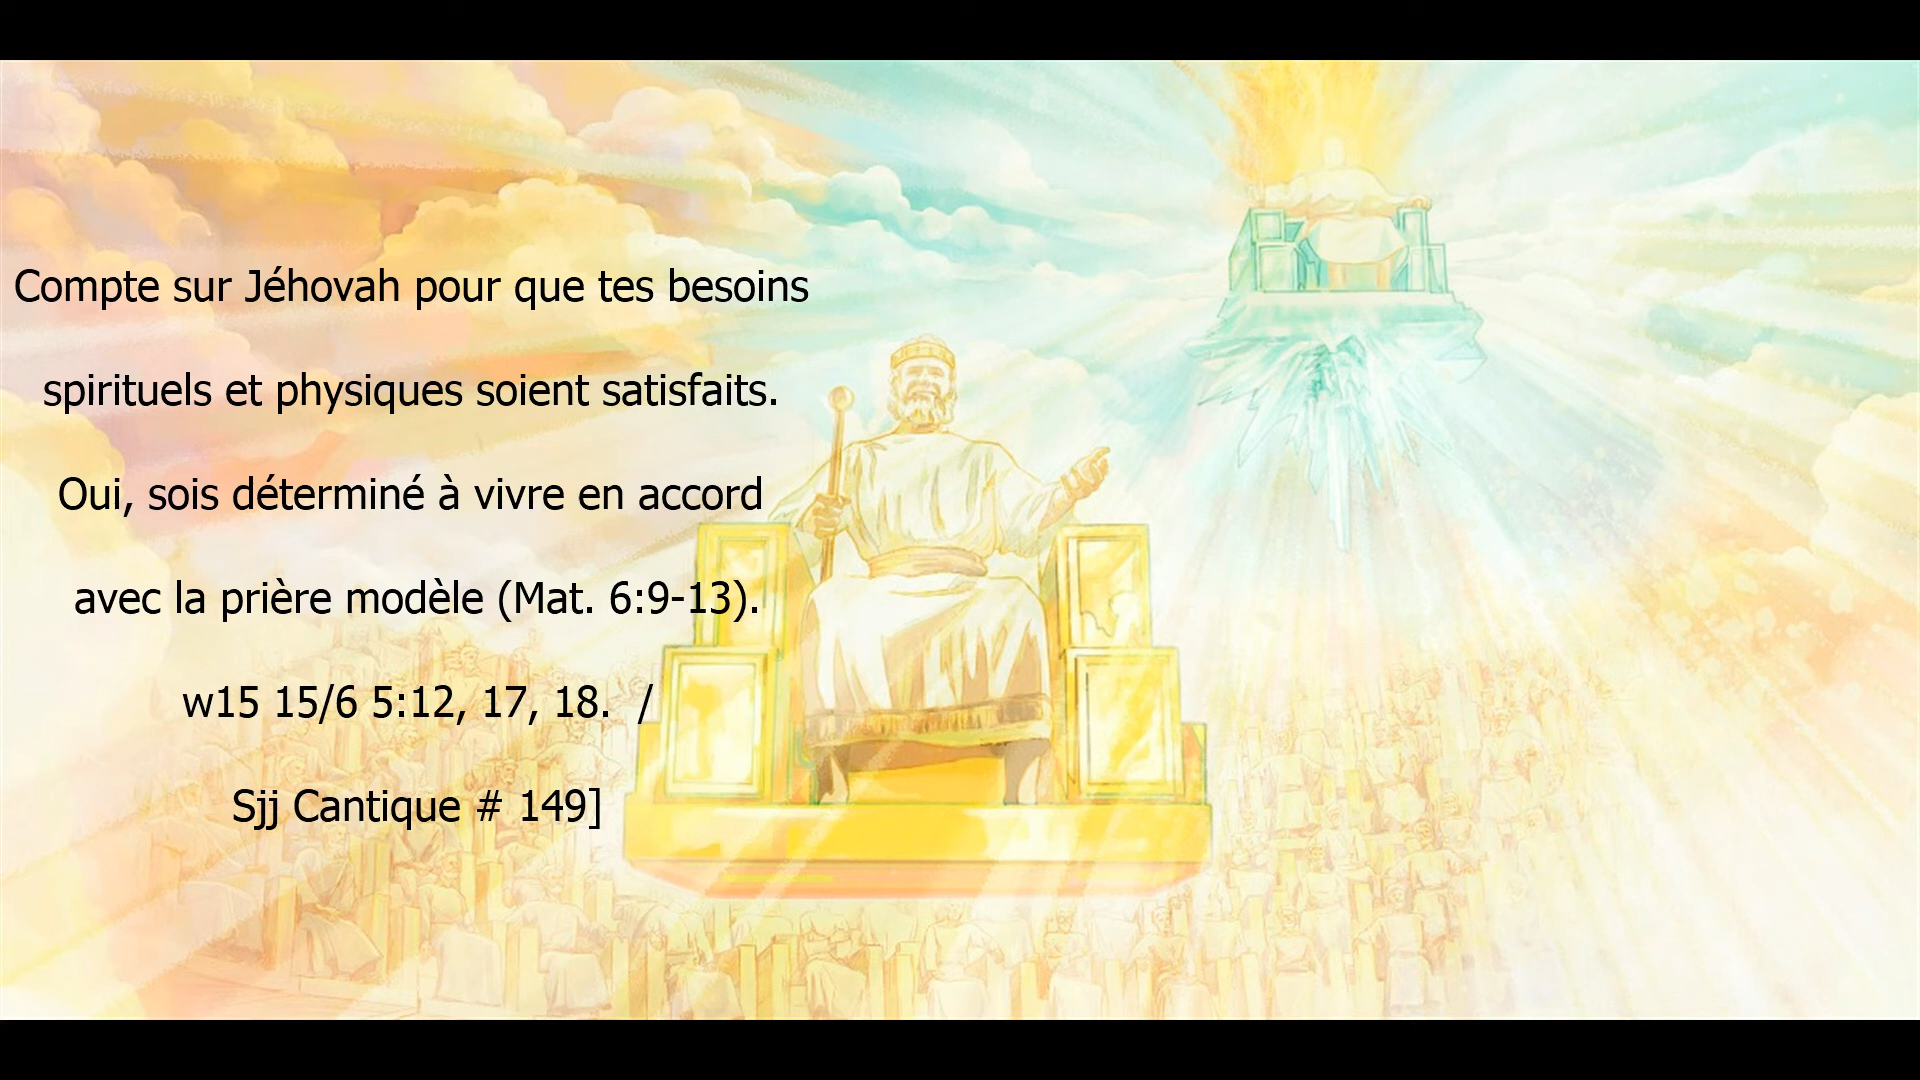 Compte sur Jéhovah pour que tes besoins
spirituels et physiques soient satisfaits.
Oui, sois déterminé à vivre en accord
avec la prière modèle (Mat. 6:9-13).
w15 15/6 5:12, 17, 18.  /
Sjj Cantique # 149]